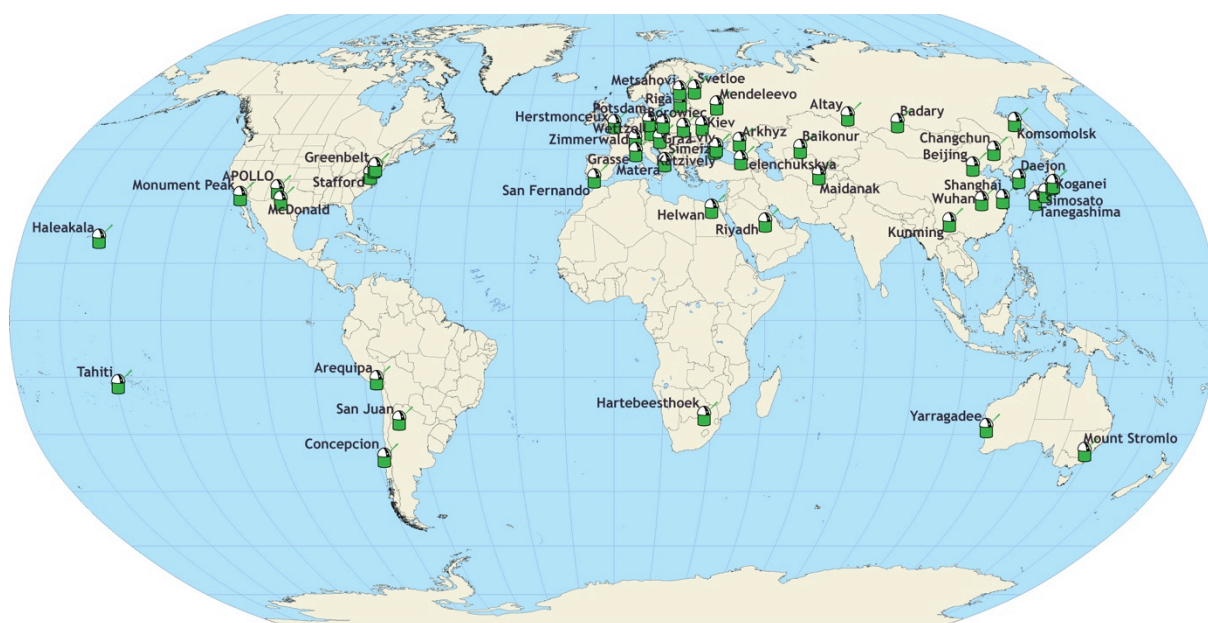 Metsahovi
Svetloe
Riga
Mendeleevo
Potsdam
Borowiec
Herstmonceux
Wettzell
Kiev
Zimmerwald
Graz
Lviv
Arkhyz
Simeiz
Grasse
Katzively
Zelenchukskya
Matera
San Fernando
Altay
Badary
Baikonur
Komsomolsk
Changchun
Beijing
Daejon
Maidanak
Shanghai
Koganei
Wuhan
Simosato
Tanegashima
Kunming
Helwan
Riyadh
Greenbelt
Stafford
APOLLO
Monument Peak
McDonald
Haleakala
Tahiti
Arequipa
San Juan
Concepcion
Hartebeesthoek
Yarragadee
Mount Stromlo